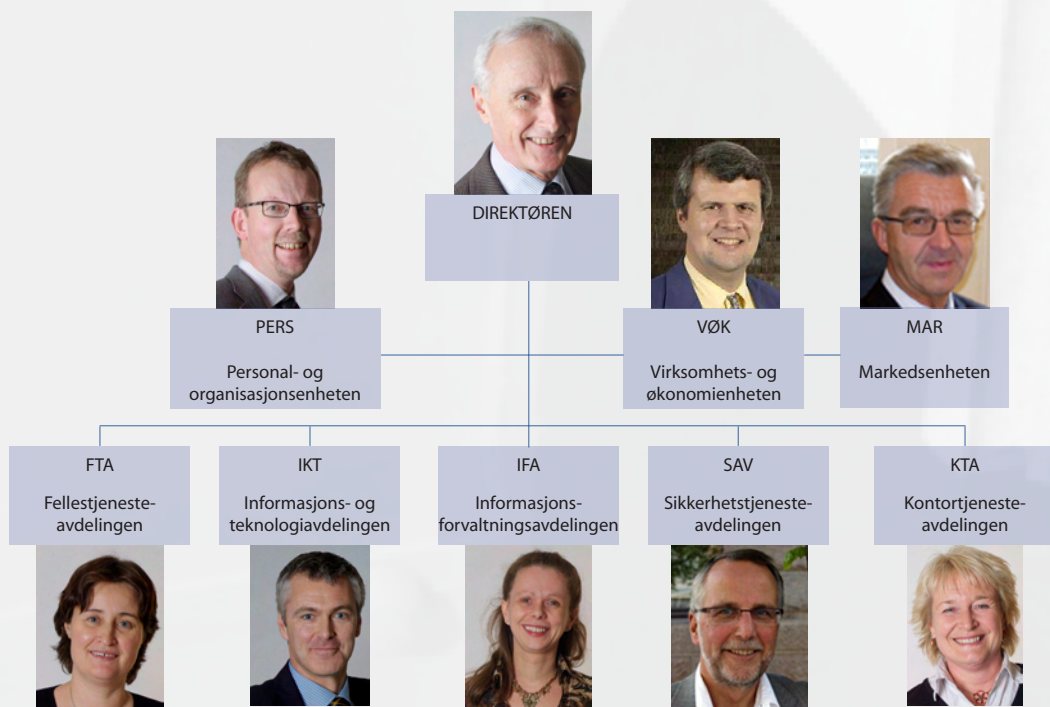 DIREKTØREN
PERS
Personal- og
organisasjonsenheten
VØK
Virksomhets- og
økonomienheten
MAR
Markedsenheten
FTA
Fellestjeneste-
avdelingen
IKT
Informasjons- og
teknologiavdelingen
IFA
Informasjons-
forvaltningsavdelingen
SAV
Sikkerhetstjeneste-
avdelingen
KTA
Kontortjeneste-
avdelingen